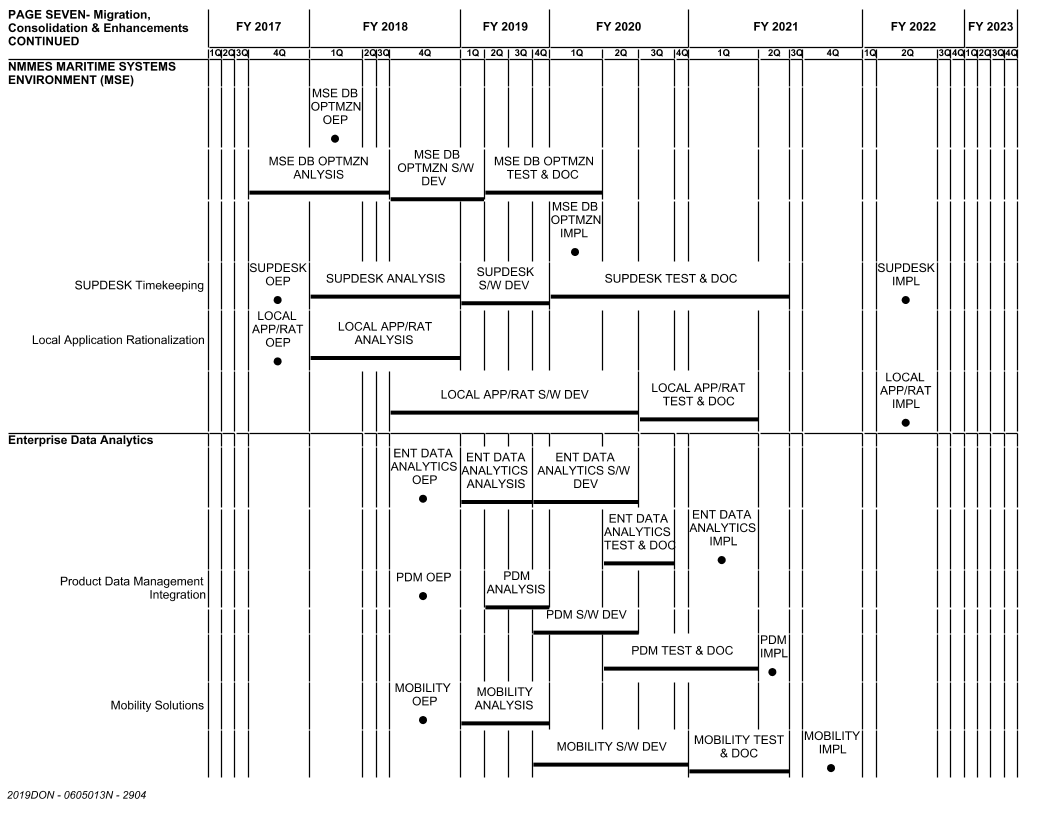 PAGE SEVEN- Migration,
Consolidation & Enhancements
CONTINUED
FY 2017 FY 2018 FY 2019 FY 2020 FY 2021 FY 2022 FY 2023
1Q 2Q 3Q 4Q 1Q 2Q 3Q 4Q 1Q 2Q 3Q 4Q 1Q 2Q 3Q 4Q 1Q 2Q 3Q 4Q 1Q 2Q 3Q 4Q 1Q 2Q 3Q 4Q
NMMES MARITIME SYSTEMS
ENVIRONMENT (MSE)
MSE DB
OPTMZN
OEP
MSE DB OPTMZN
ANLYSIS
MSE DB
OPTMZN S/W
DEV
MSE DB OPTMZN
TEST & DOC
MSE DB
OPTMZN
IMPL
SUPDESK Timekeeping
SUPDESK
OEP
SUPDESK ANALYSIS
SUPDESK
S/W DEV
SUPDESK TEST & DOC
SUPDESK
IMPL
Local Application Rationalization
LOCAL
APP/RAT
OEP
LOCAL APP/RAT
ANALYSIS
LOCAL APP/RAT S/W DEV
LOCAL APP/RAT
TEST & DOC
LOCAL
APP/RAT
IMPL
Enterprise Data Analytics
ENT DATA
ANALYTICS
OEP
ENT DATA
ANALYTICS
ANALYSIS
ENT DATA
ANALYTICS S/W
DEV
ENT DATA
ANALYTICS
TEST & DOC
ENT DATA
ANALYTICS
IMPL
Product Data Management
Integration
PDM OEP
PDM
ANALYSIS
PDM S/W DEV
PDM TEST & DOC
PDM
IMPL
Mobility Solutions
MOBILITY
OEP
MOBILITY
ANALYSIS
MOBILITY S/W DEV
MOBILITY TEST
& DOC
MOBILITY
IMPL
2019DON - 0605013N - 2904